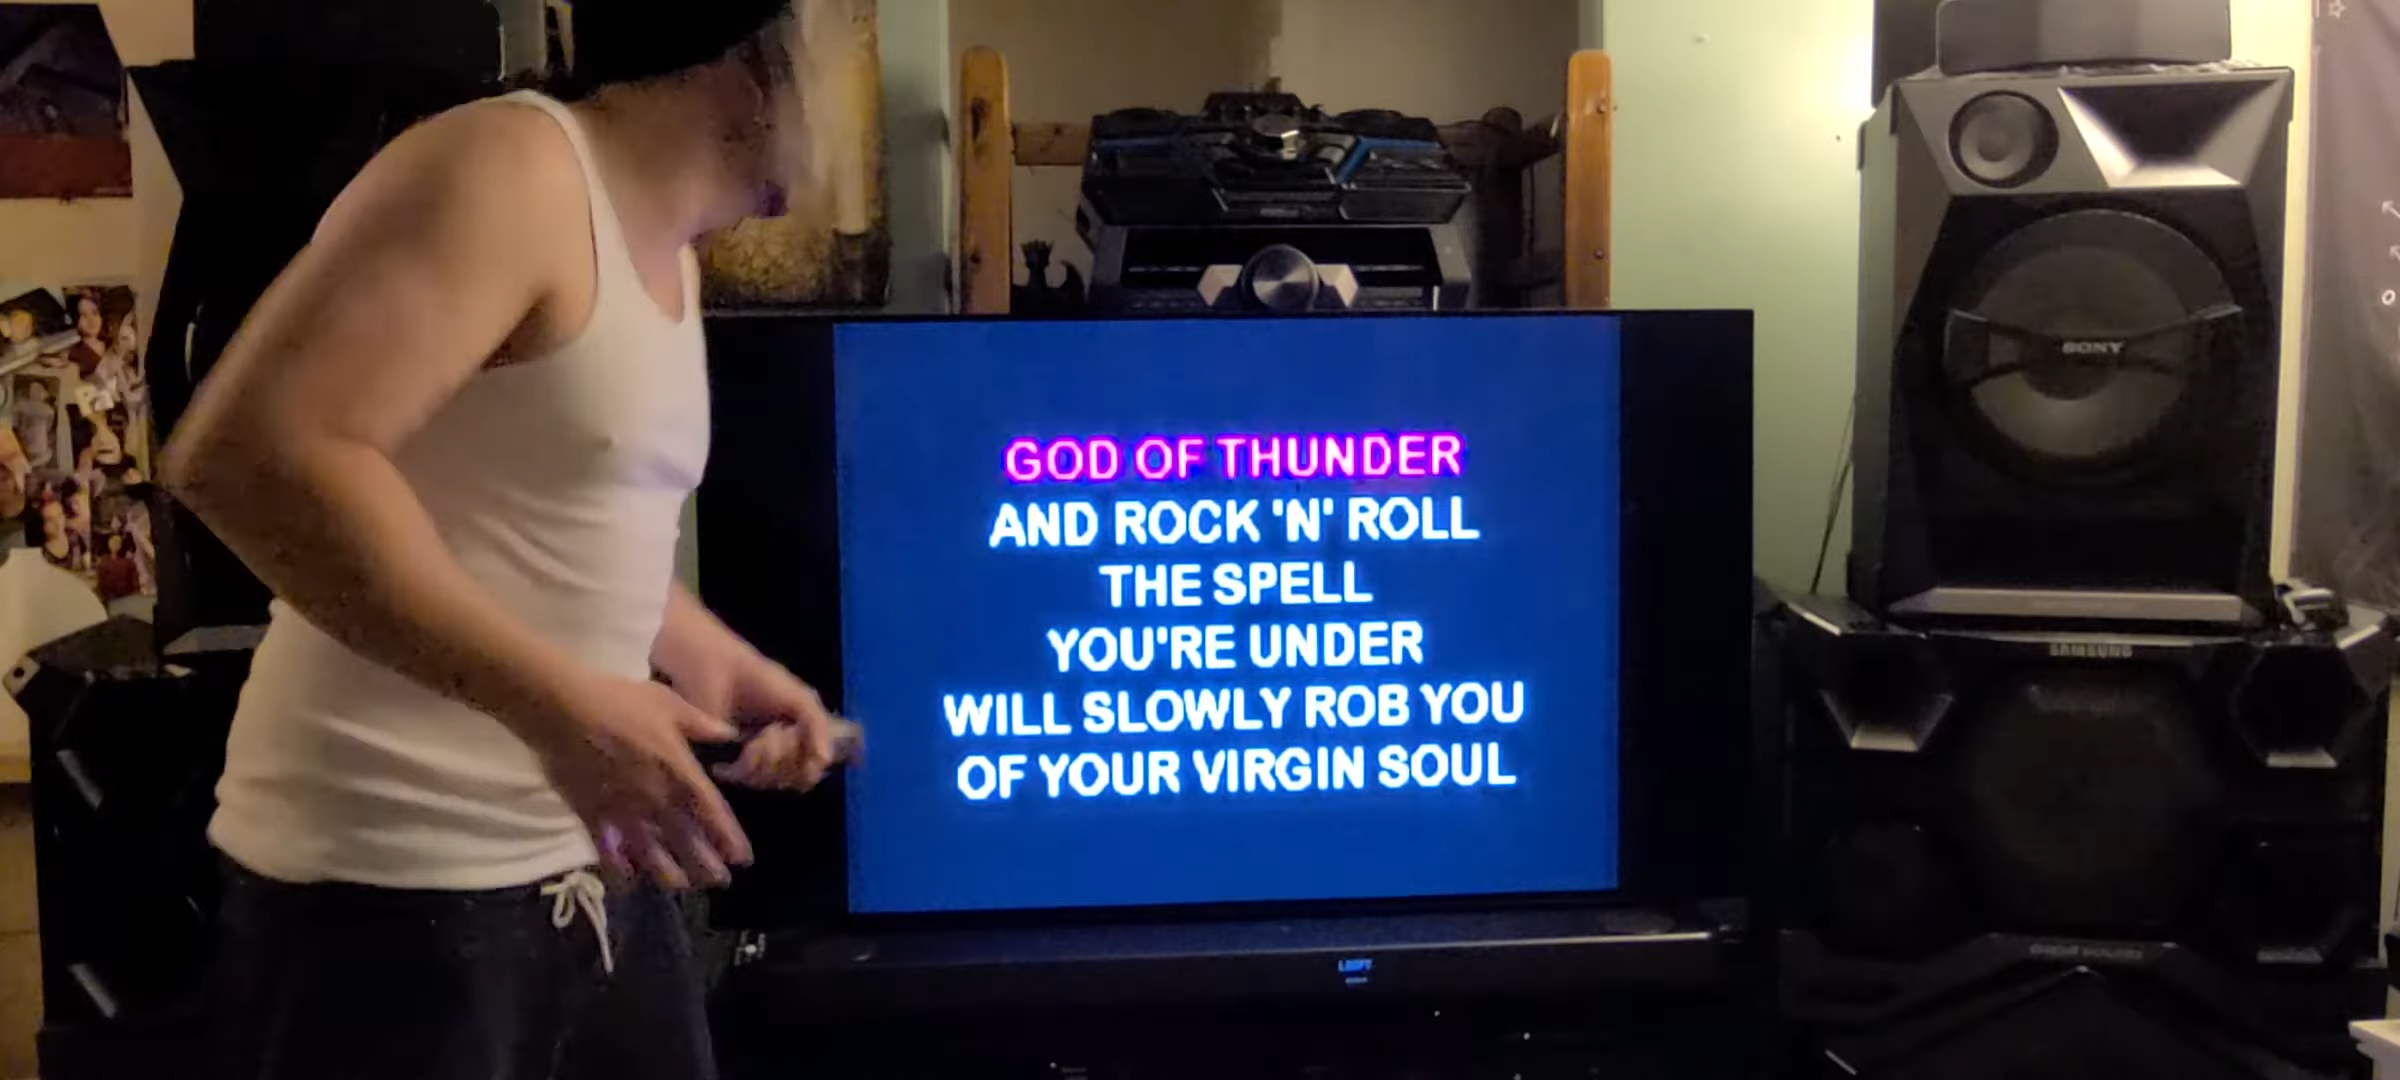 SONY
GOD OF THUNDER
AND ROCK 'N' ROLL
THE SPELL
YOU'RE UNDER
WILL SLOWLY ROB YOU
OF YOUR VIRGIN SOUL
SAMSUNG